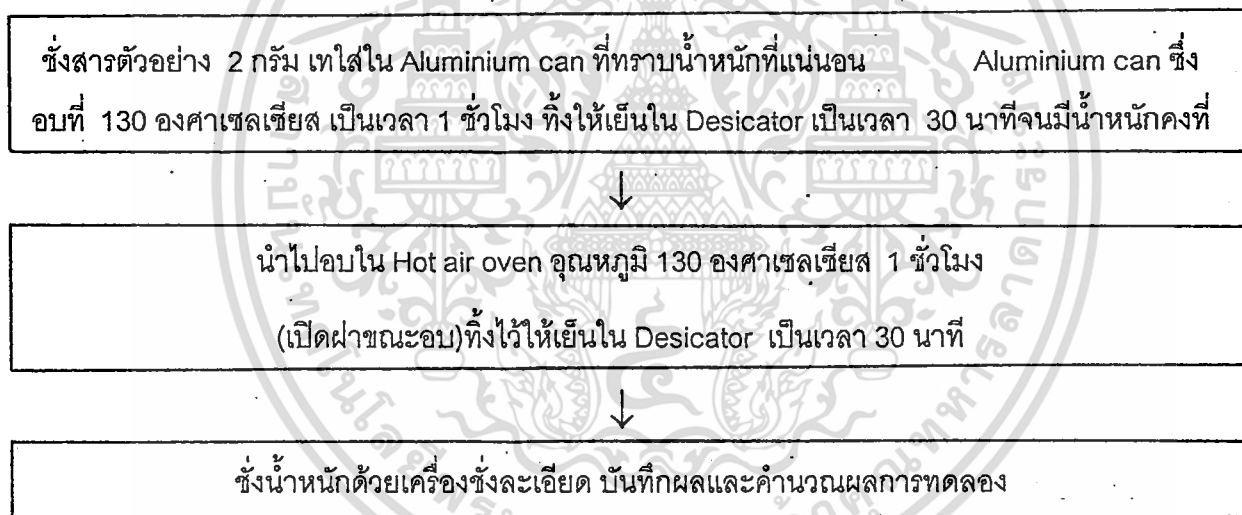 ชั่งสารตัวอย่าง 2 กรัม เทใส่ใน Aluminium can ที่ทราบน้ำหนักที่แน่นอน Aluminium can ซึ่ง
อบที่ 130 องศาเซลเซียส เป็นเวลา 1 ชั่วโมง ทิ้งให้เย็นใน Desicator เป็นเวลา 30 นาทีจนมีน้ำหนักคงที่
↓
นำไปอบใน Hot air oven อุณหภูมิ 130 องศาเซลเซียส 1 ชั่วโมง
(เปิดฝาขณะอบ)ทิ้งไว้ให้เย็นใน Desicator เป็นเวลา 30 นาที
↓
ชั่งน้ำหนักด้วยเครื่องชั่งละเอียด บันทึกผลและคำนวณผลการทดลอง